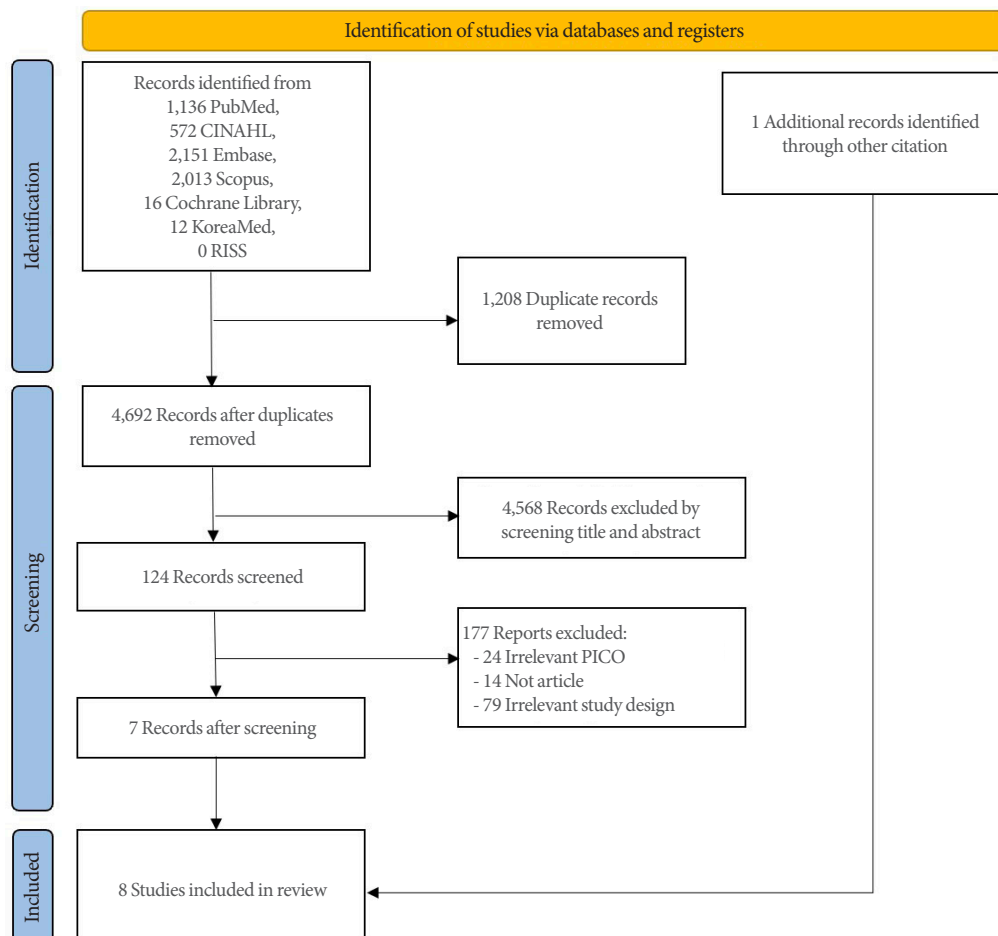 Identification of studies via databases and registers
Identification
Records identified from
1,136 PubMed,
572 CINAHL,
2,151 Embase,
2,013 Scopus,
16 Cochrane Library,
12 KoreaMed,
0 RISS
1 Additional records identified
through other citation
1,208 Duplicate records
removed
Screening
4,692 Records after duplicates
removed
4,568 Records excluded by
screening title and abstract
124 Records screened
177 Reports excluded:
- 24 Irrelevant PICO
- 14 Not article
- 79 Irrelevant study design
7 Records after screening
Included
8 Studies included in review